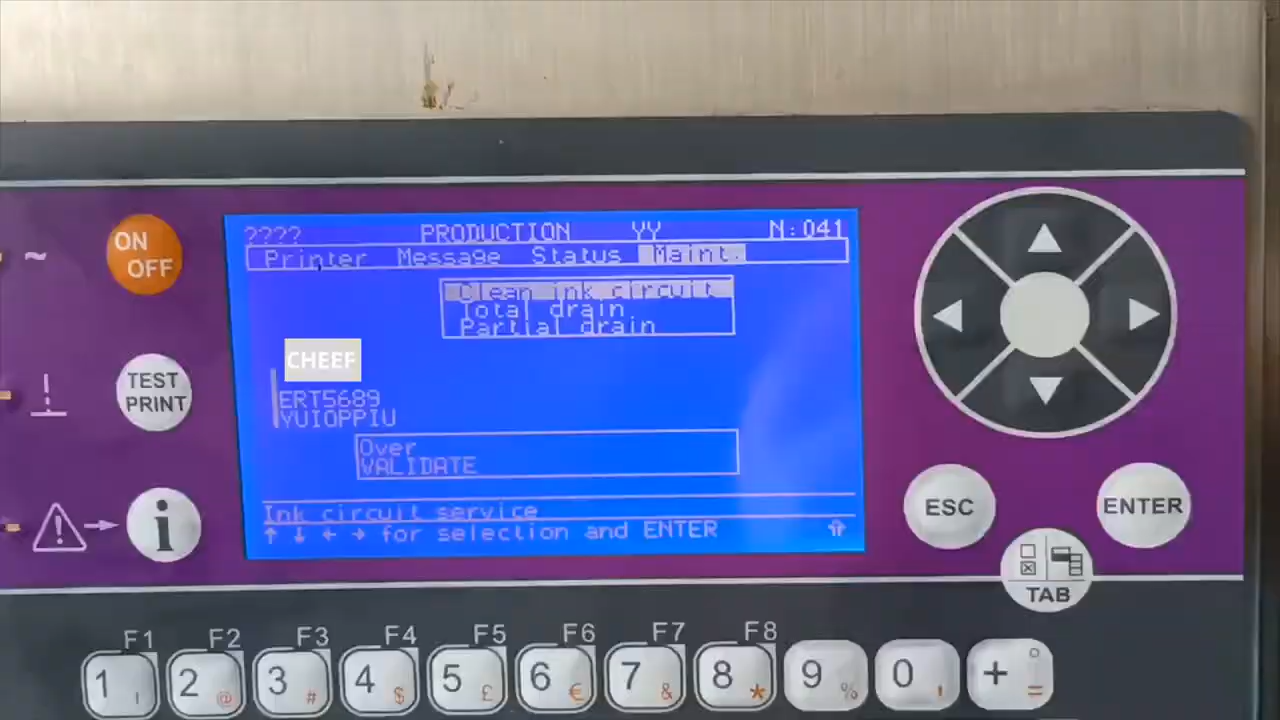 ???? PRODUCTION YY N:041
Printer Message Status Maint.
Clean ink circuit
Total drain
Partial drain
CHEEF
ERT5689
YUIOPPIU
Over
VALIDATE
Ink circuit service
↑ ↓ ← → for selection and ENTER
ON
OFF
TEST
PRINT
i
ESC
ENTER
TAB
F1 F2 F3 F4 F5 F6 F7 F8
1 ! 2 @ 3 # 4 $ 5 £ 6 € 7 & 8 * 9 % 0 ' + =